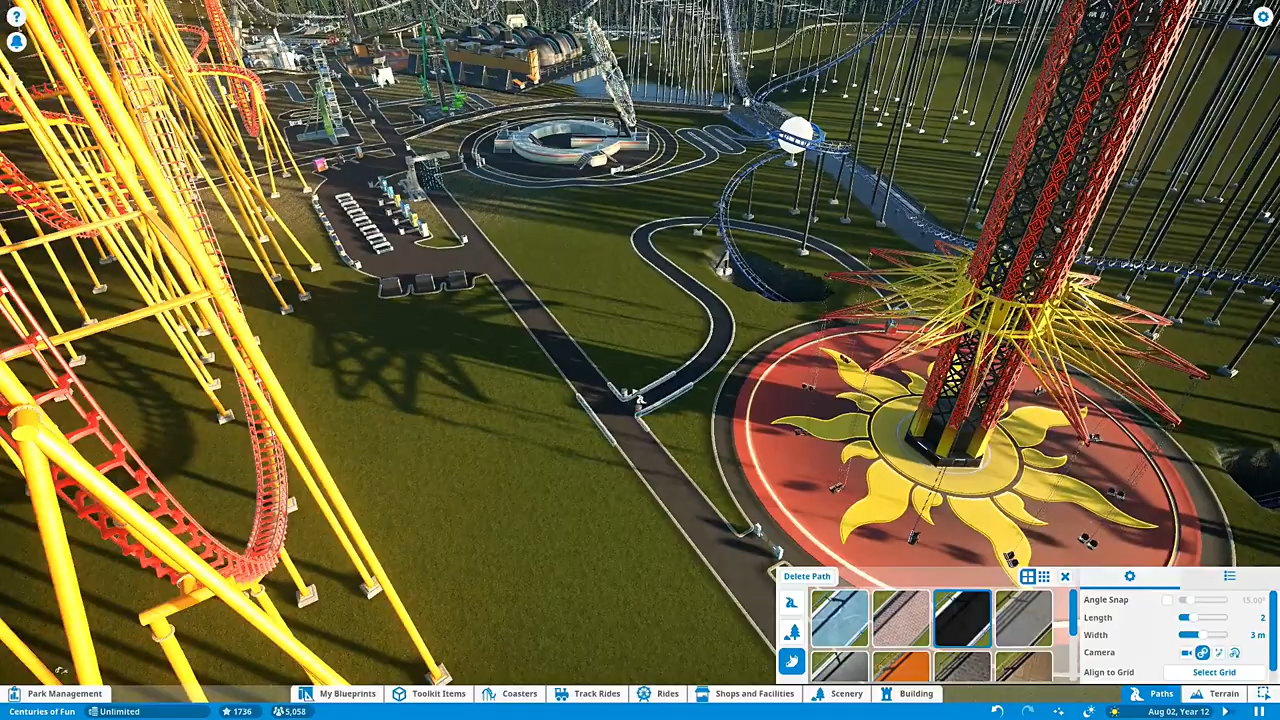 ?
Delete Path
Angle Snap 15.00°
Length 2
Width 3 m
Camera
Align to Grid Select Grid
Park Management My Blueprints Toolkit Items Coasters Track Rides Rides Shops and Facilities Scenery Building Paths Terrain
Centuries of Fun Unlimited 1736 5,058 Aug 02, Year 12